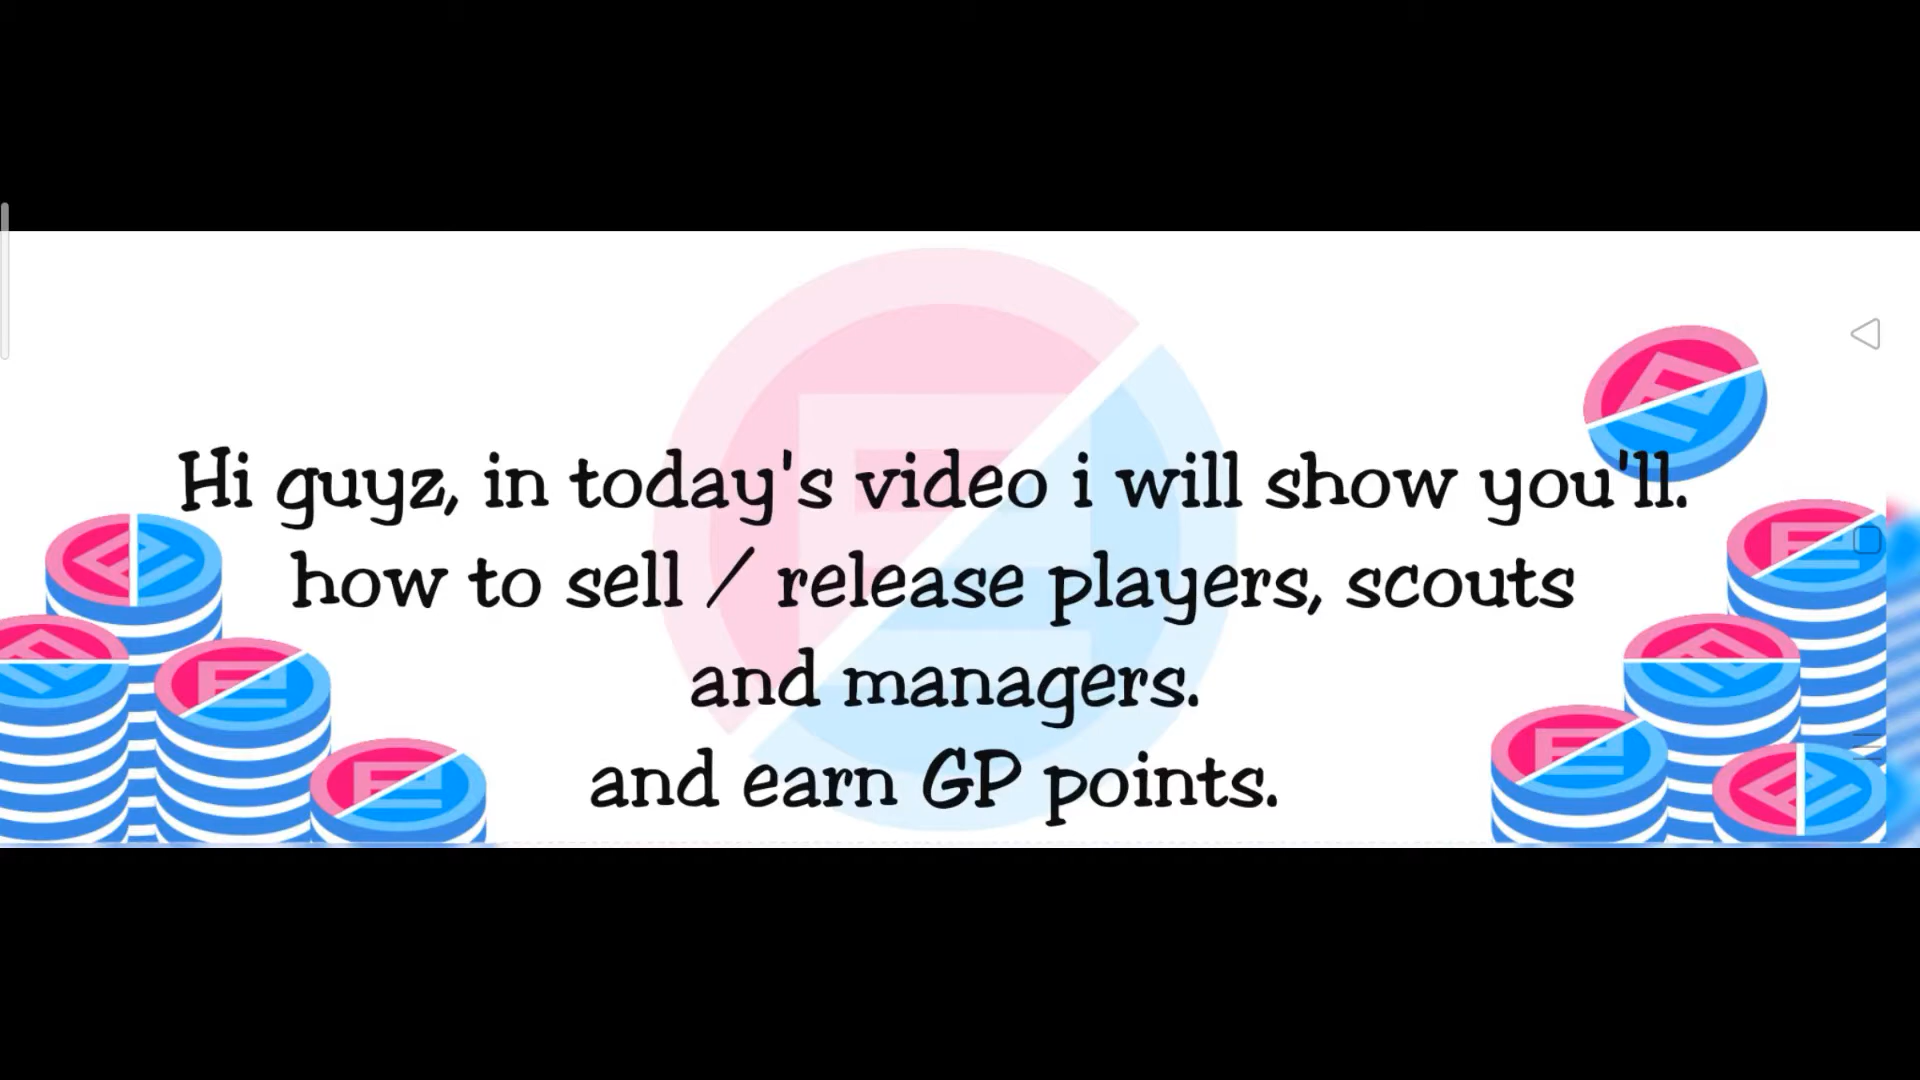 Hi guyz, in today's video i will show you'll.
how to sell / release players, scouts
and managers.
and earn GP points.